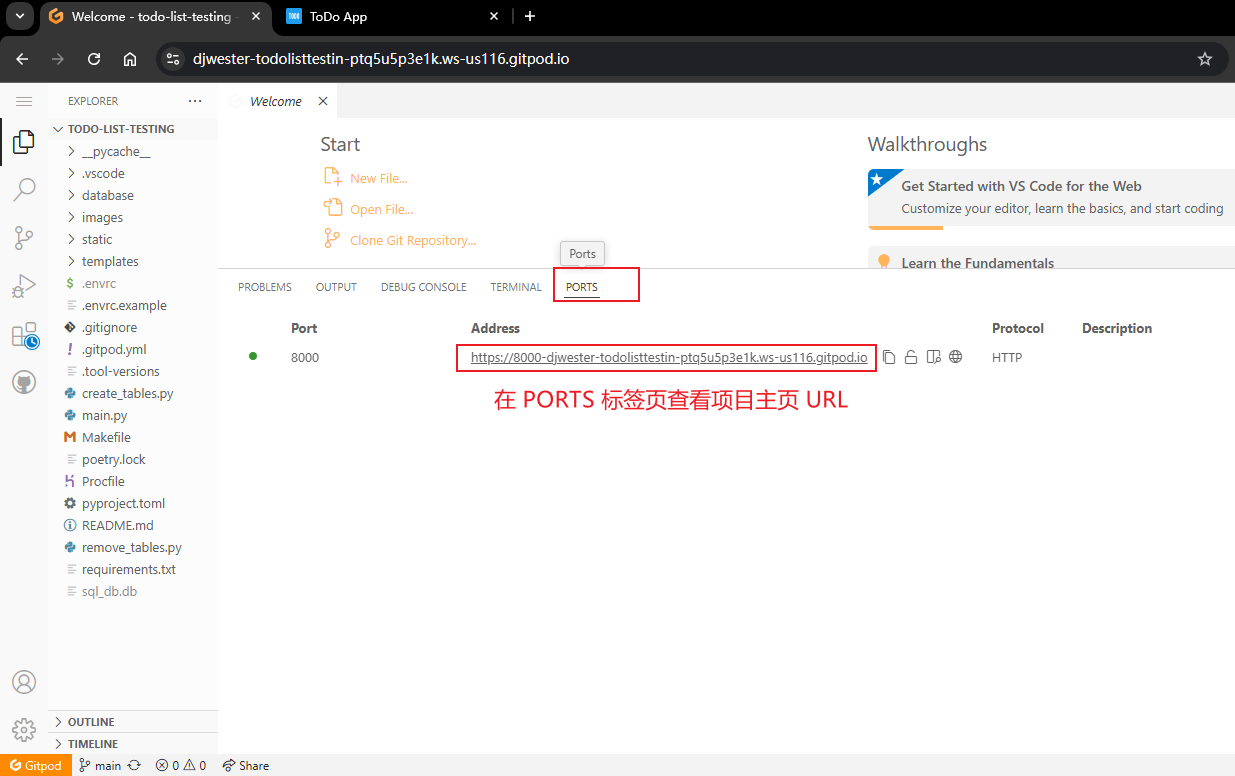 Welcome - todo-list-testing
TODO
ToDo App
djwester-todolisttestin-ptq5u5p3e1k.ws-us116.gitpod.io
EXPLORER
Welcome
TODO-LIST-TESTING
__pycache__
.vscode
database
images
static
templates
$ .envrc
.envrc.example
.gitignore
! .gitpod.yml
.tool-versions
create_tables.py
main.py
Makefile
poetry.lock
Procfile
pyproject.toml
README.md
remove_tables.py
requirements.txt
sql_db.db
OUTLINE
TIMELINE
Start
New File...
Open File...
Clone Git Repository...
Walkthroughs
Get Started with VS Code for the Web
Customize your editor, learn the basics, and start coding
Learn the Fundamentals
Ports
PROBLEMS OUTPUT DEBUG CONSOLE TERMINAL PORTS
Port Address Protocol Description
8000 https://8000-djwester-todolisttestin-ptq5u5p3e1k.ws-us116.gitpod.io HTTP
在 PORTS 标签页查看项目主页 URL
Gitpod main 0 0 Share